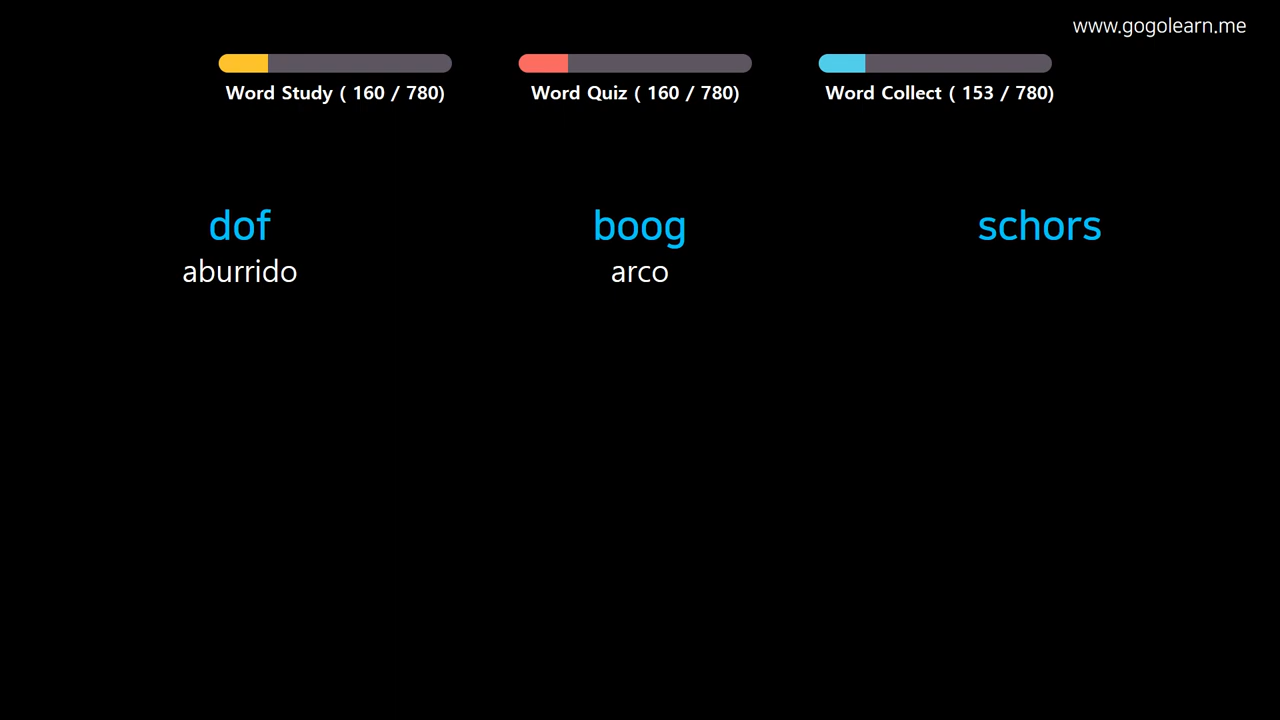 www.gogolearn.me
Word Study ( 160 / 780)
Word Quiz ( 160 / 780)
Word Collect ( 153 / 780)
dof
aburrido
boog
arco
schors